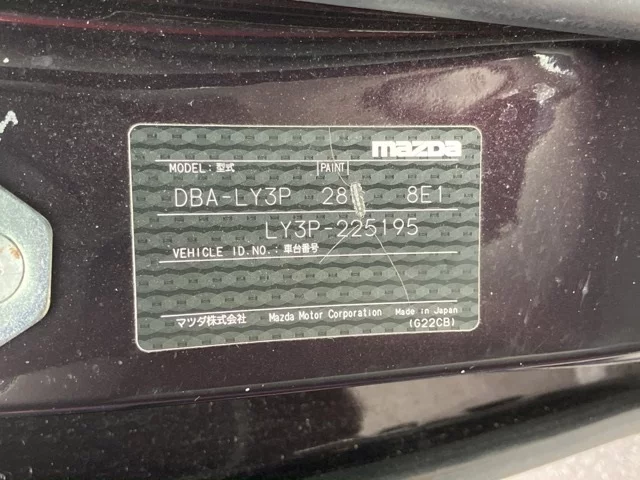 mazda
MODEL:型式 PAINT
DBA-LY3P 28 8E1
LY3P-225195
VEHICLE ID.NO.:車台番号
マツダ株式会社 Mazda Motor Corporation Made in Japan
(G22CB)